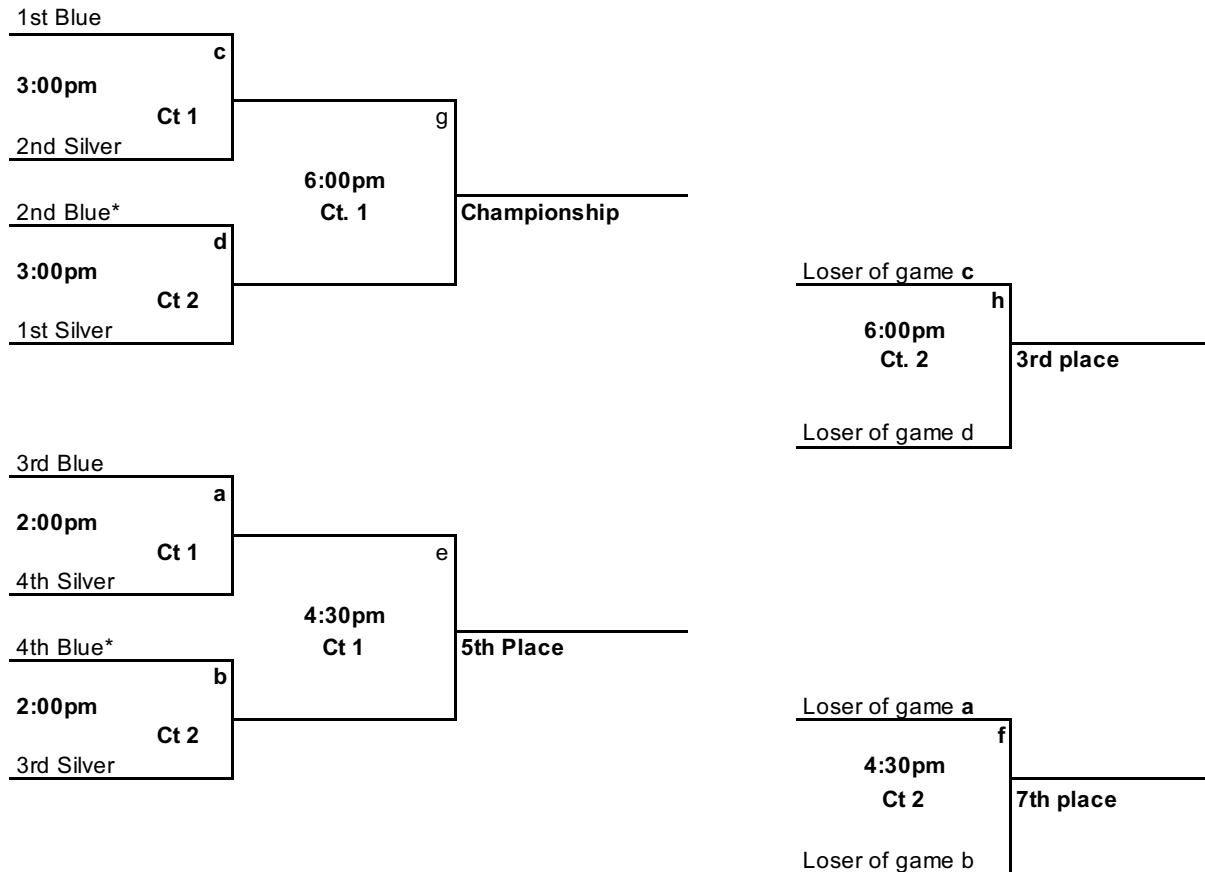 1st Blue
c
3:00pm
Ct 1
g
2nd Silver
6:00pm
2nd Blue*
Ct. 1
Championship
d
3:00pm
Loser of game c
Ct 2
h
1st Silver
6:00pm
Ct. 2
3rd place
Loser of game d
3rd Blue
a
2:00pm
Ct 1
e
4th Silver
4:30pm
4th Blue*
Ct 1
5th Place
b
2:00pm
Loser of game a
Ct 2
f
3rd Silver
4:30pm
Ct 2
7th place
Loser of game b